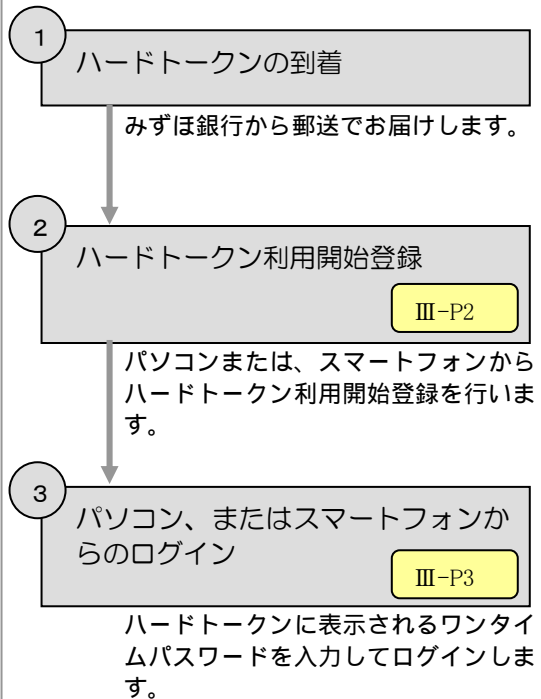 1
ハードトークンの到着
みずほ銀行から郵送でお届けします。
2
ハードトークン利用開始登録
Ⅲ-P2
パソコンまたは、スマートフォンから
ハードトークン利用開始登録を行いま
す。
3
パソコン、またはスマートフォンか
らのログイン
Ⅲ-P3
ハードトークンに表示されるワンタイ
ムパスワードを入力してログインしま
す。